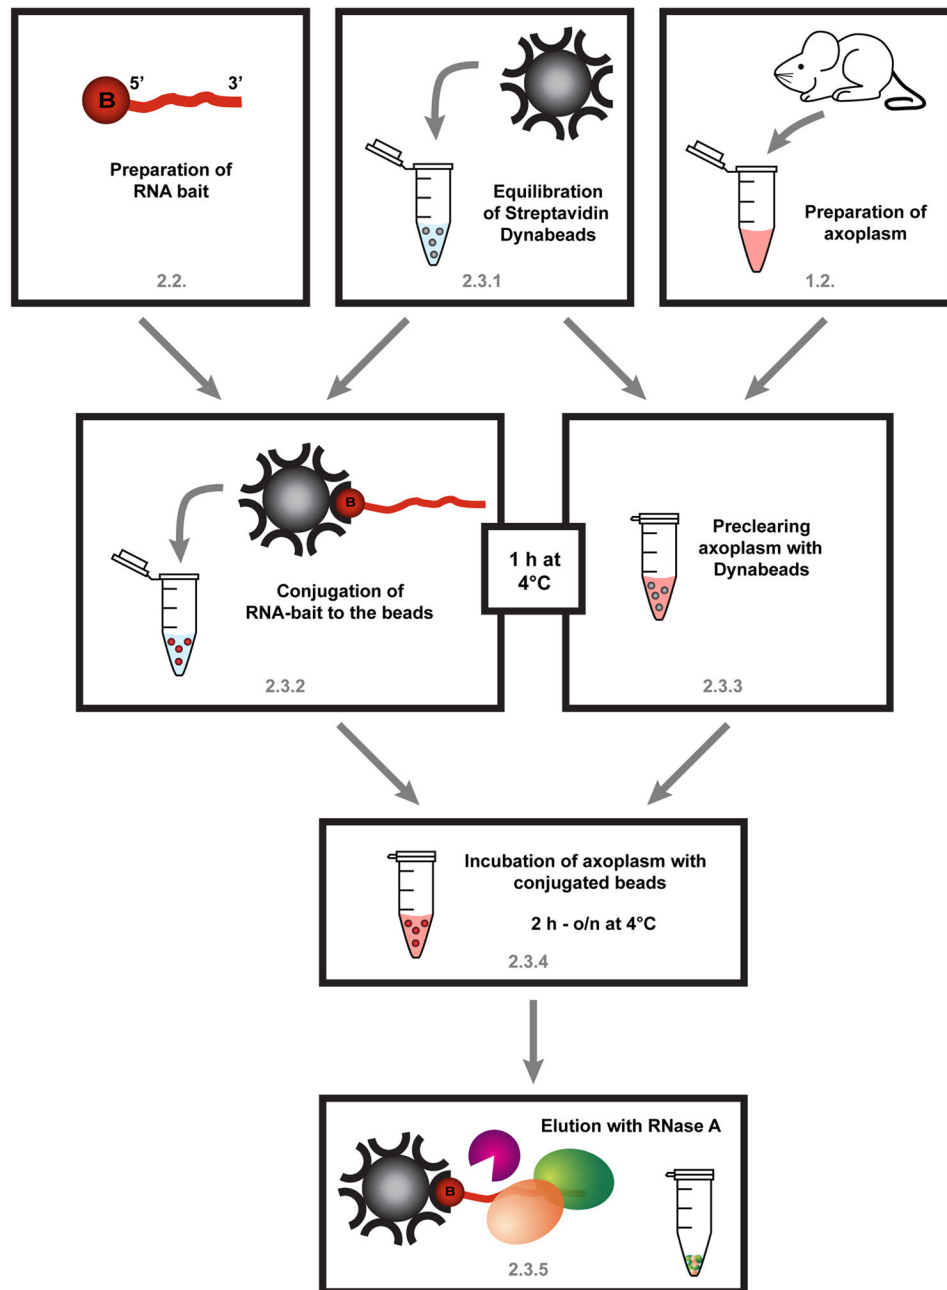 5’ 3’
B
Preparation of
RNA bait
2.2.
Equilibration
of Streptavidin
Dynabeads
2.3.1
Preparation of
axoplasm
1.2.
B
Conjugation of
RNA-bait to the beads
2.3.2
1 h at
4°C
Preclearing
axoplasm with
Dynabeads
2.3.3
Incubation of axoplasm with
conjugated beads
2 h - o/n at 4°C
2.3.4
Elution with RNase A
B
2.3.5